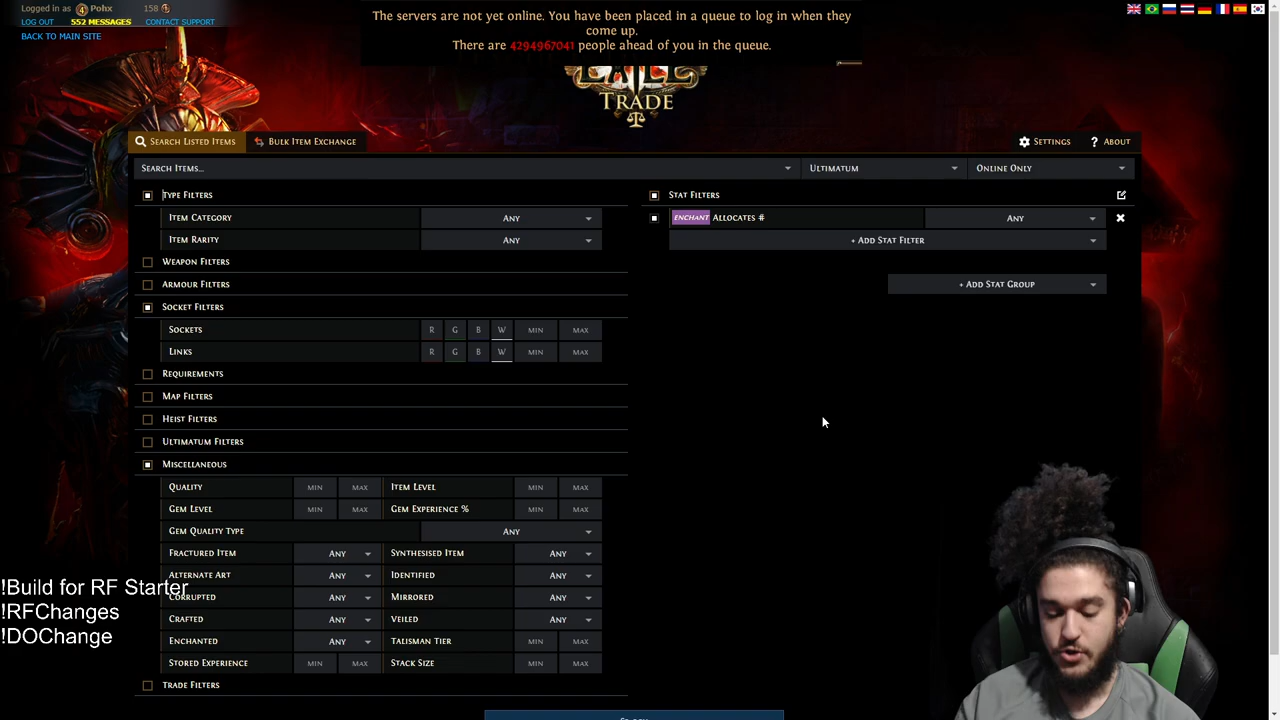 Logged in as Pohx 158
LOG OUT 552 MESSAGES CONTACT SUPPORT
BACK TO MAIN SITE
The servers are not yet online. You have been placed in a queue to log in when they
come up.
There are 4294967041 people ahead of you in the queue.
TRADE
SEARCH LISTED ITEMS BULK ITEM EXCHANGE SETTINGS ? ABOUT
SEARCH ITEMS... ULTIMATUM ONLINE ONLY
TYPE FILTERS
ITEM CATEGORY ANY
ITEM RARITY ANY
WEAPON FILTERS
ARMOUR FILTERS
SOCKET FILTERS
SOCKETS R G B W MIN MAX
LINKS R G B W MIN MAX
REQUIREMENTS
MAP FILTERS
HEIST FILTERS
ULTIMATUM FILTERS
MISCELLANEOUS
QUALITY MIN MAX ITEM LEVEL MIN MAX
GEM LEVEL MIN MAX GEM EXPERIENCE % MIN MAX
GEM QUALITY TYPE ANY
FRACTURED ITEM ANY SYNTHESISED ITEM ANY
ALTERNATE ART ANY IDENTIFIED ANY
CORRUPTED ANY MIRRORED ANY
CRAFTED ANY VEILED ANY
ENCHANTED ANY TALISMAN TIER MIN MAX
STORED EXPERIENCE MIN MAX STACK SIZE MIN MAX
TRADE FILTERS
STAT FILTERS
ENCHANT ALLOCATES # ANY
+ ADD STAT FILTER
+ ADD STAT GROUP
!Build for RF Starter
!RFChanges
!DOChange